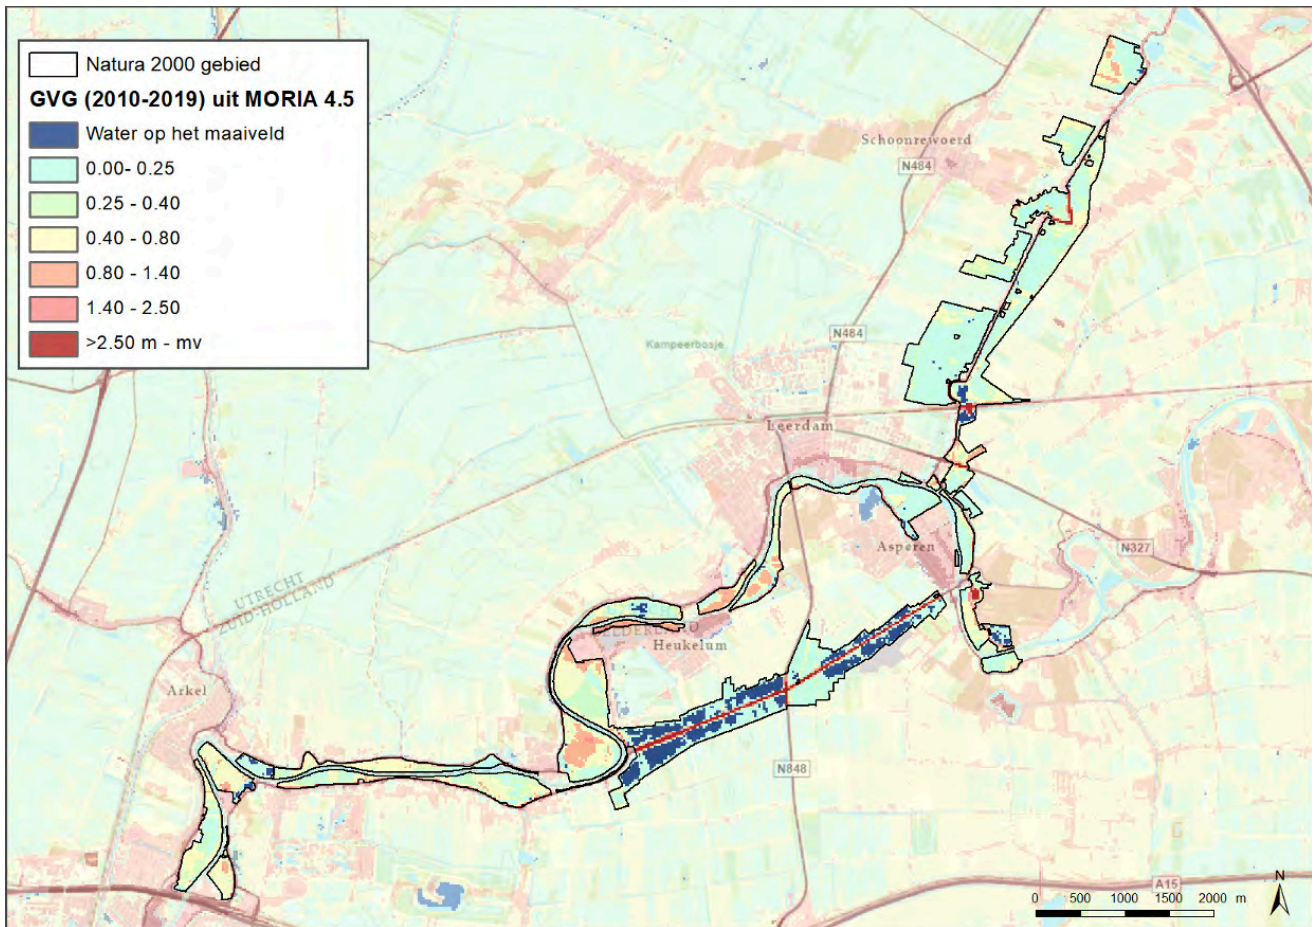 Natura 2000 gebied
GVG (2010-2019) uit MORIA 4.5
Water op het maaiveld
0.00- 0.25
0.25 - 0.40
0.40 - 0.80
0.80 - 1.40
1.40 - 2.50
>2.50 m - mv
Schoonrewoerd
N484
N484
Kampeerbosje
Leerdam
Asperen
N327
UTRECHT
ZUID-HOLLAND
GELDERLAND
Heukelum
Arkel
N848
A15
N
0 500 1000 1500 2000 m